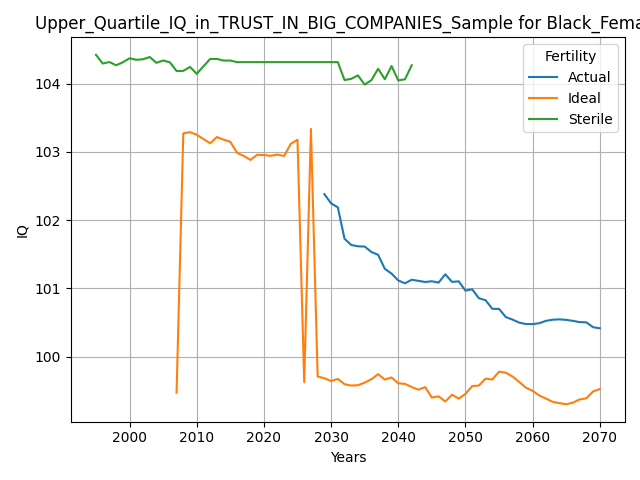 Upper_Quartile_IQ_in_TRUST_IN_BIG_COMPANIES_Sample for Black_Fema
Fertility
Actual
Ideal
Sterile
104
103
102
101
100
IQ
2000 2010 2020 2030 2040 2050 2060 2070
Years